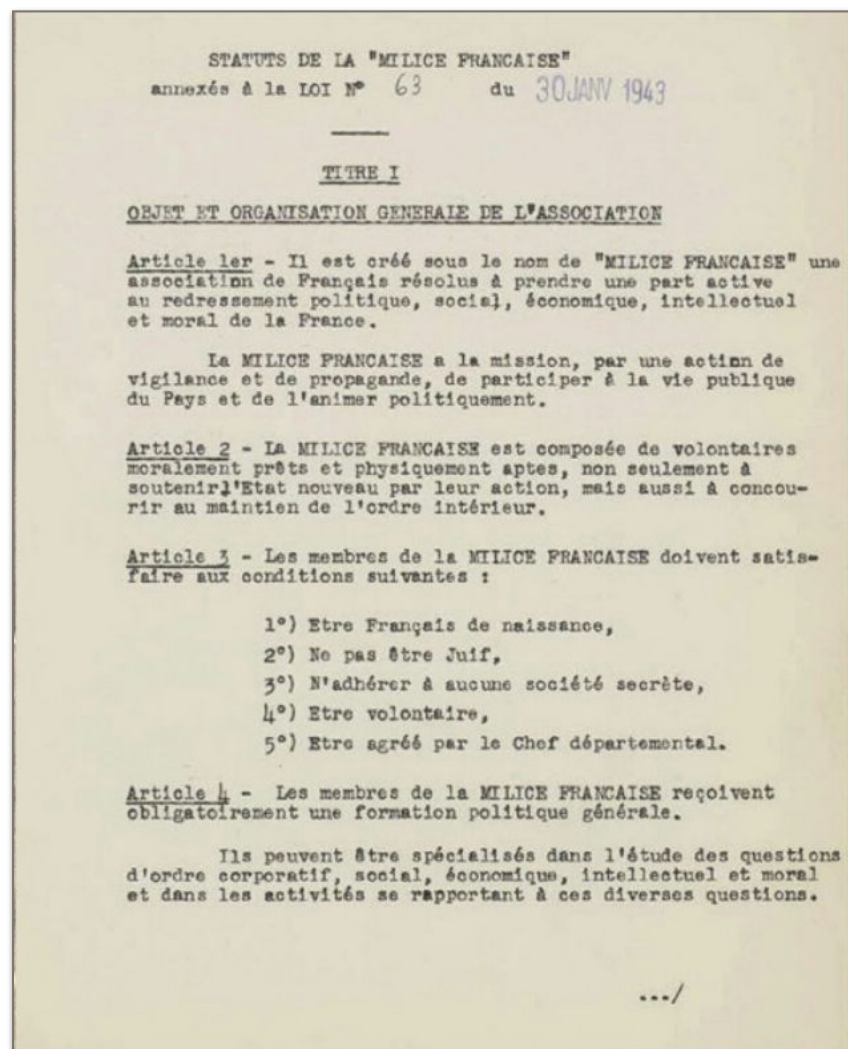 STATUTS DE LA "MILICE FRANCAISE"
annexés à la LOI N° 63 du 30 JANV 1943
TITRE I
OBJET ET ORGANISATION GENERALE DE L'ASSOCIATION
Article 1er - Il est créé sous le nom de "MILICE FRANCAISE" une
association de Français résolus à prendre une part active
au redressement politique, social, économique, intellectuel
et moral de la France.
La MILICE FRANCAISE a la mission, par une action de
vigilance et de propagande, de participer à la vie publique
du Pays et de l'animer politiquement.
Article 2 - La MILICE FRANCAISE est composée de volontaires
moralement prêts et physiquement aptes, non seulement à
soutenir l'Etat nouveau par leur action, mais aussi à concou-
rir au maintien de l'ordre intérieur.
Article 3 - Les membres de la MILICE FRANCAISE doivent satis-
faire aux conditions suivantes :
1°) Etre Français de naissance,
2°) Ne pas être Juif,
3°) N'adhérer à aucune société secrète,
4°) Etre volontaire,
5°) Etre agréé par le Chef départemental.
Article 4 - Les membres de la MILICE FRANCAISE reçoivent
obligatoirement une formation politique générale.
Ils peuvent être spécialisés dans l'étude des questions
d'ordre corporatif, social, économique, intellectuel et moral
et dans les activités se rapportant à ces diverses questions.
.../